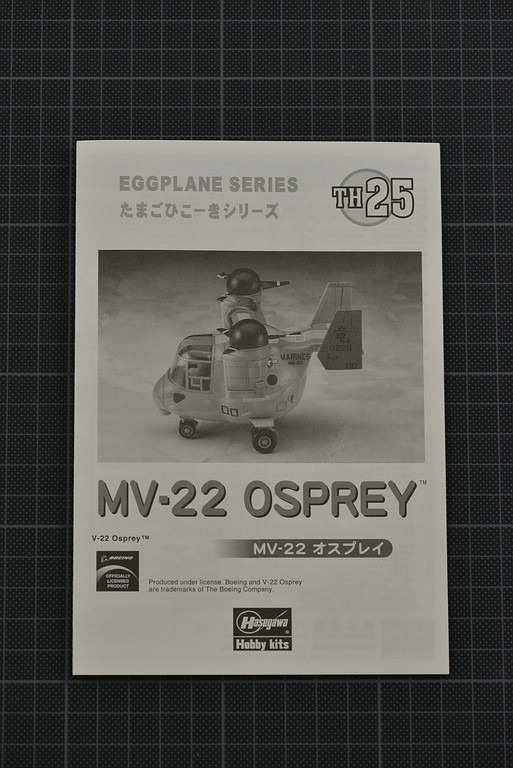 EGGPLANE SERIES
たまごひこーきシリーズ
TH25
MARINES
00
MV-22 OSPREY™
V-22 Osprey™
MV-22 オスプレイ
BOEING
OFFICIALLY
LICENSED
PRODUCT
Produced under license. Boeing and V-22 Osprey
are trademarks of The Boeing Company.
Hasegawa®
Hobby kits